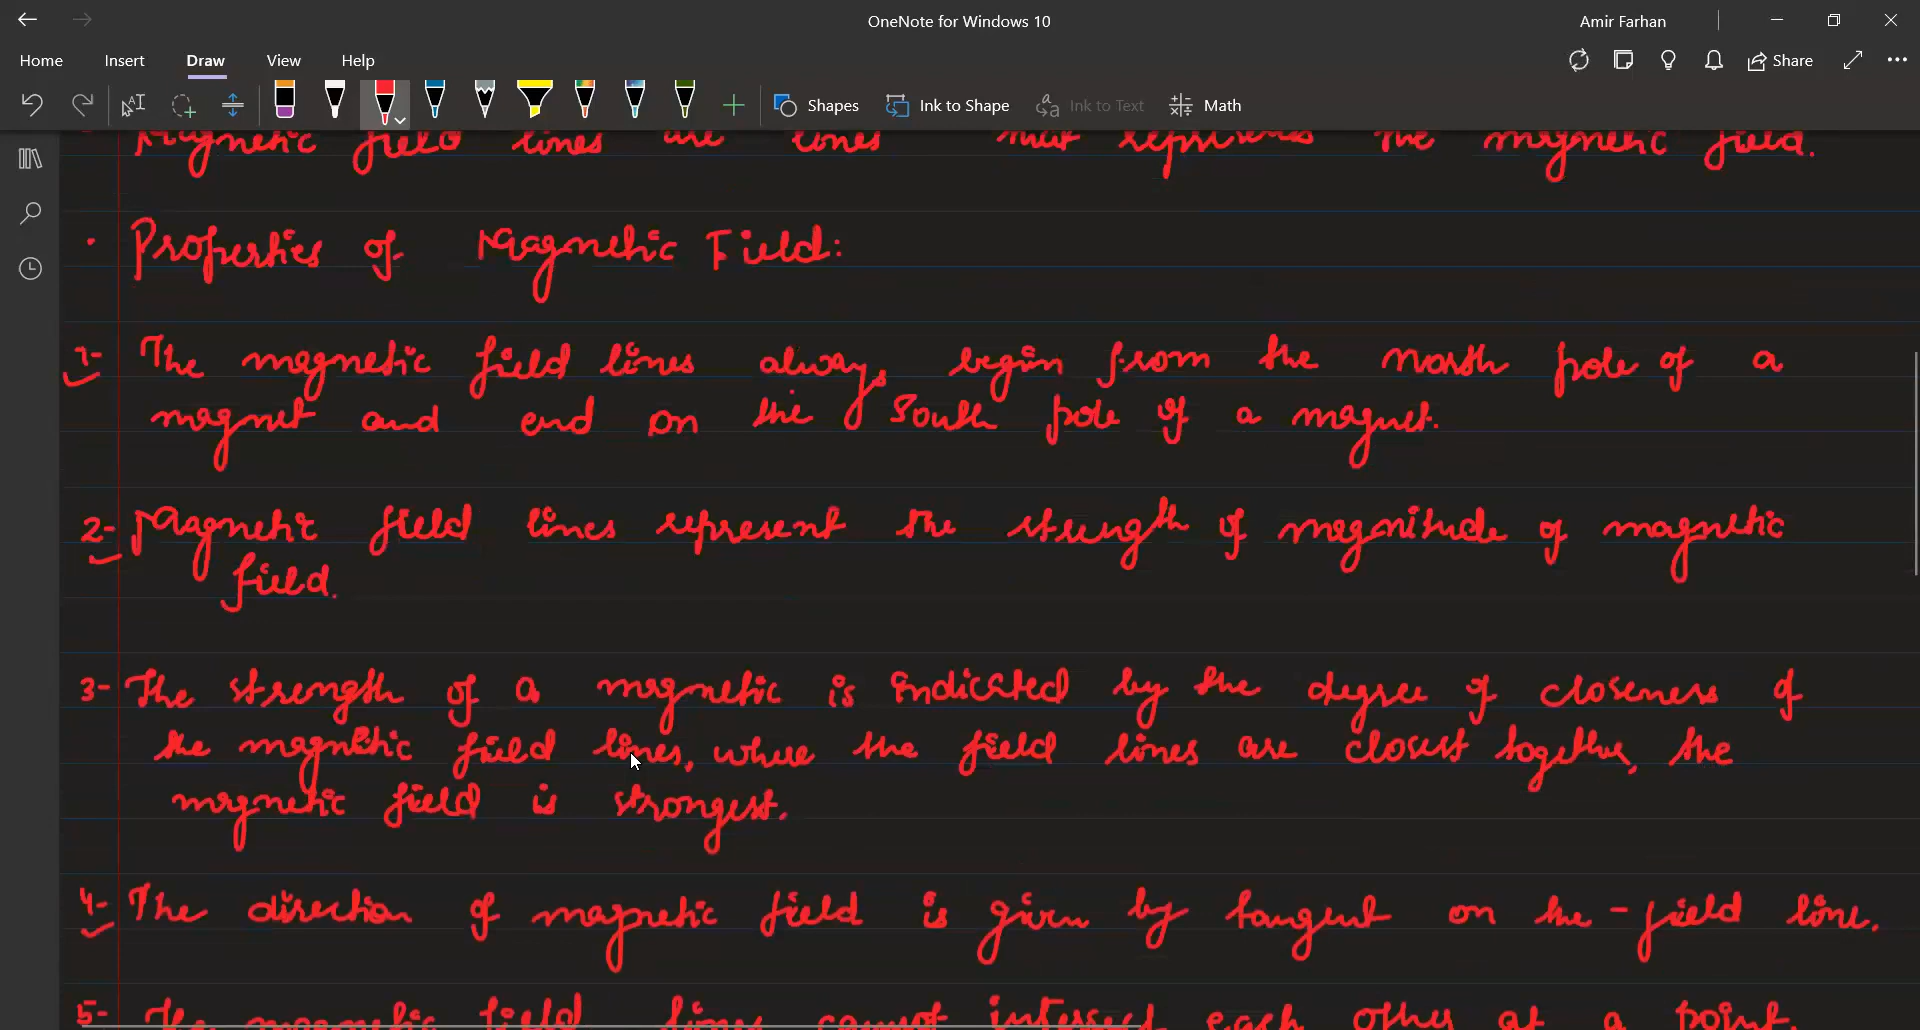 OneNote for Windows 10
Amir Farhan
Home Insert Draw View Help
Share
Shapes Ink to Shape Ink to Text Math
Magnetic field lines are lines that represents the magnetic field.
• Properties of Magnetic Field:
1- The magnetic field lines always begin from the north pole of a
magnet and end on the South pole of a magnet.
2- Magnetic field lines represent the strength of magnitude of magnetic
field.
3- The strength of a magnetic is indicated by the degree of closeness of
the magnetic field lines, where the field lines are closest together, the
magnetic field is strongest.
4- The direction of magnetic field is given by tangent on the - field line.
5- The magnetic field lines cannot intersect each other at a point.